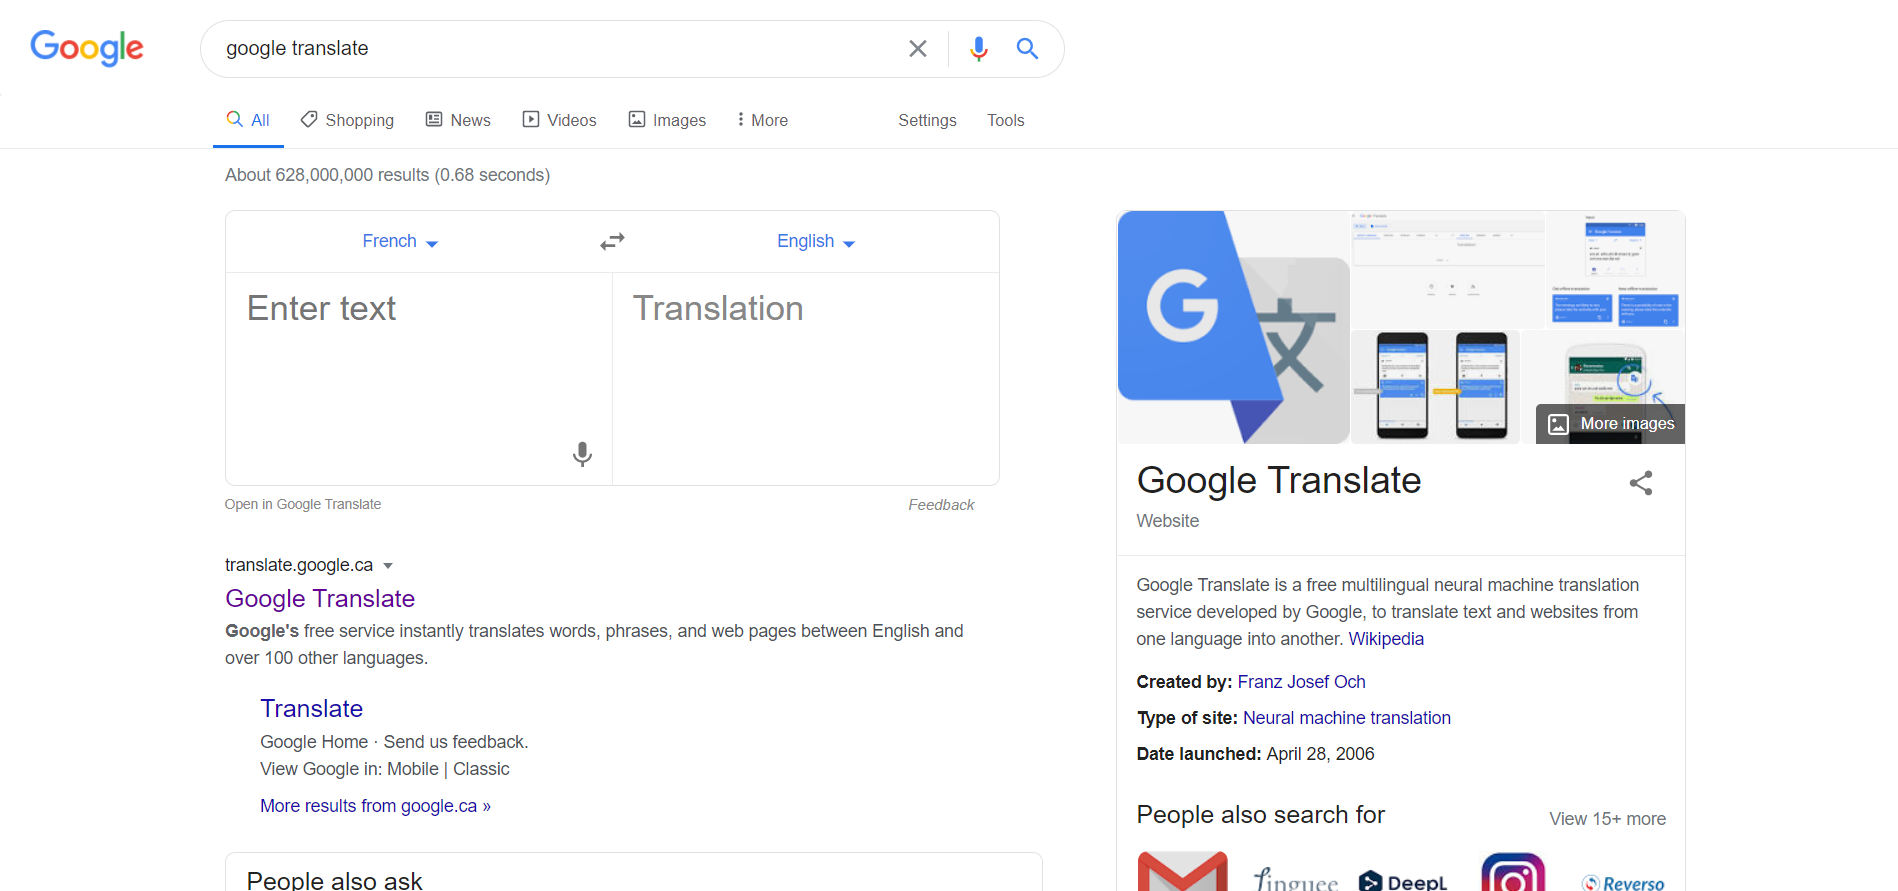 Google
google translate
All
Shopping
News
Videos
Images
More
Settings
Tools
About 628,000,000 results (0.68 seconds)
French
English
Enter text
Translation
Open in Google Translate
Feedback
translate.google.ca
Google Translate
Google's free service instantly translates words, phrases, and web pages between English and
over 100 other languages.
Translate
Google Home · Send us feedback.
View Google in: Mobile | Classic
More results from google.ca »
People also ask
G
文
More images
Google Translate
Website
Google Translate is a free multilingual neural machine translation
service developed by Google, to translate text and websites from
one language into another. Wikipedia
Created by: Franz Josef Och
Type of site: Neural machine translation
Date launched: April 28, 2006
People also search for
View 15+ more
Linguee
DeepL
Reverso